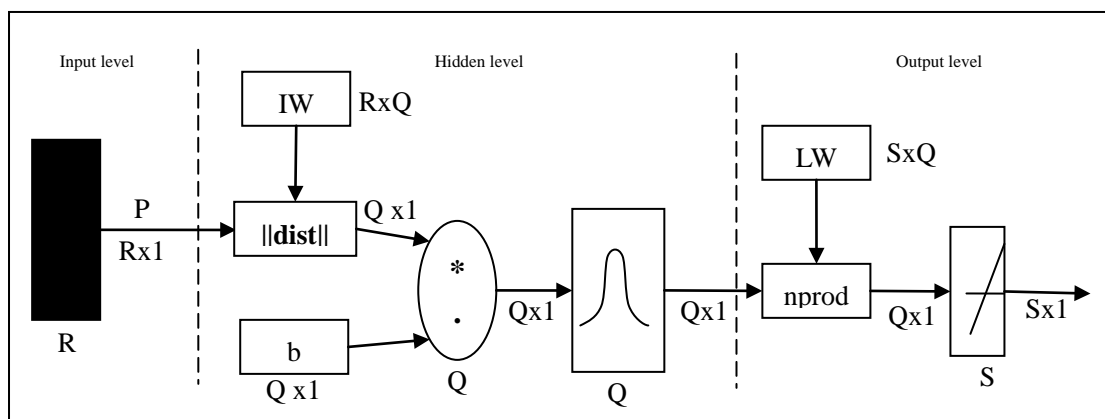 Input level
Hidden level
Output level
IW
RxQ
LW
SxQ
P
Rx1
||dist||
Q x1
*
.
Qx1
Qx1
nprod
Qx1
Sx1
R
b
Q x1
Q
Q
S